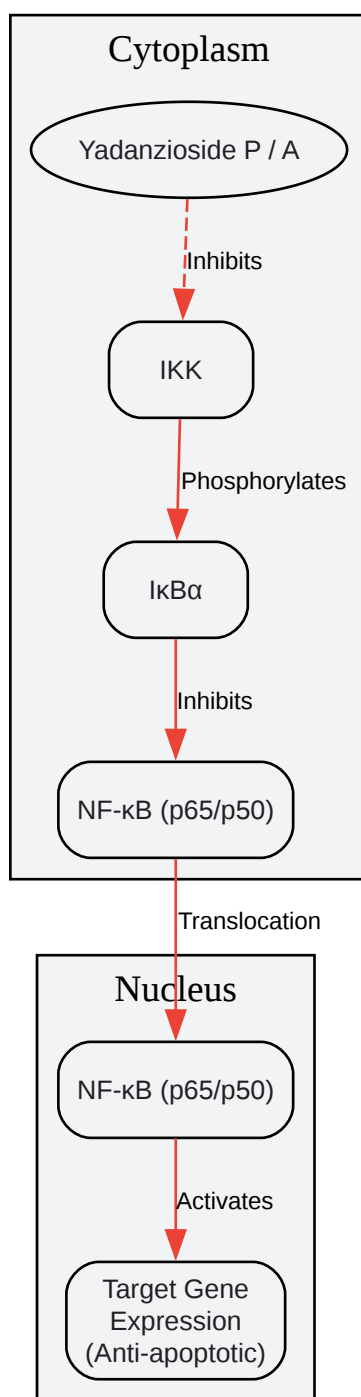 Cytoplasm
Yadanzioside P / A
Inhibits
IKK
Phosphorylates
IκBα
Inhibits
NF-κB (p65/p50)
Translocation
Nucleus
NF-κB (p65/p50)
Activates
Target Gene
Expression
(Anti-apoptotic)